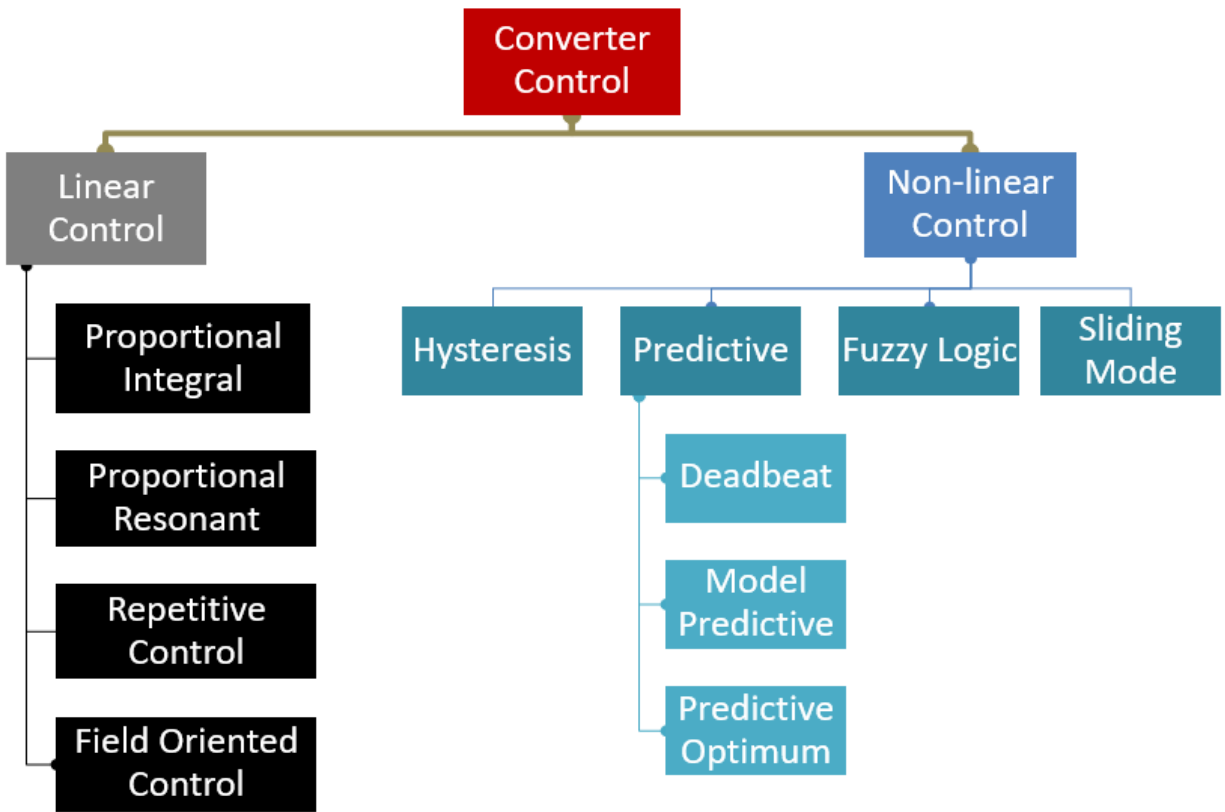 Converter
Control
Linear
Control
Non-linear
Control
Proportional
Integral
Proportional
Resonant
Repetitive
Control
Field Oriented
Control
Hysteresis
Predictive
Fuzzy Logic
Sliding
Mode
Deadbeat
Model
Predictive
Predictive
Optimum